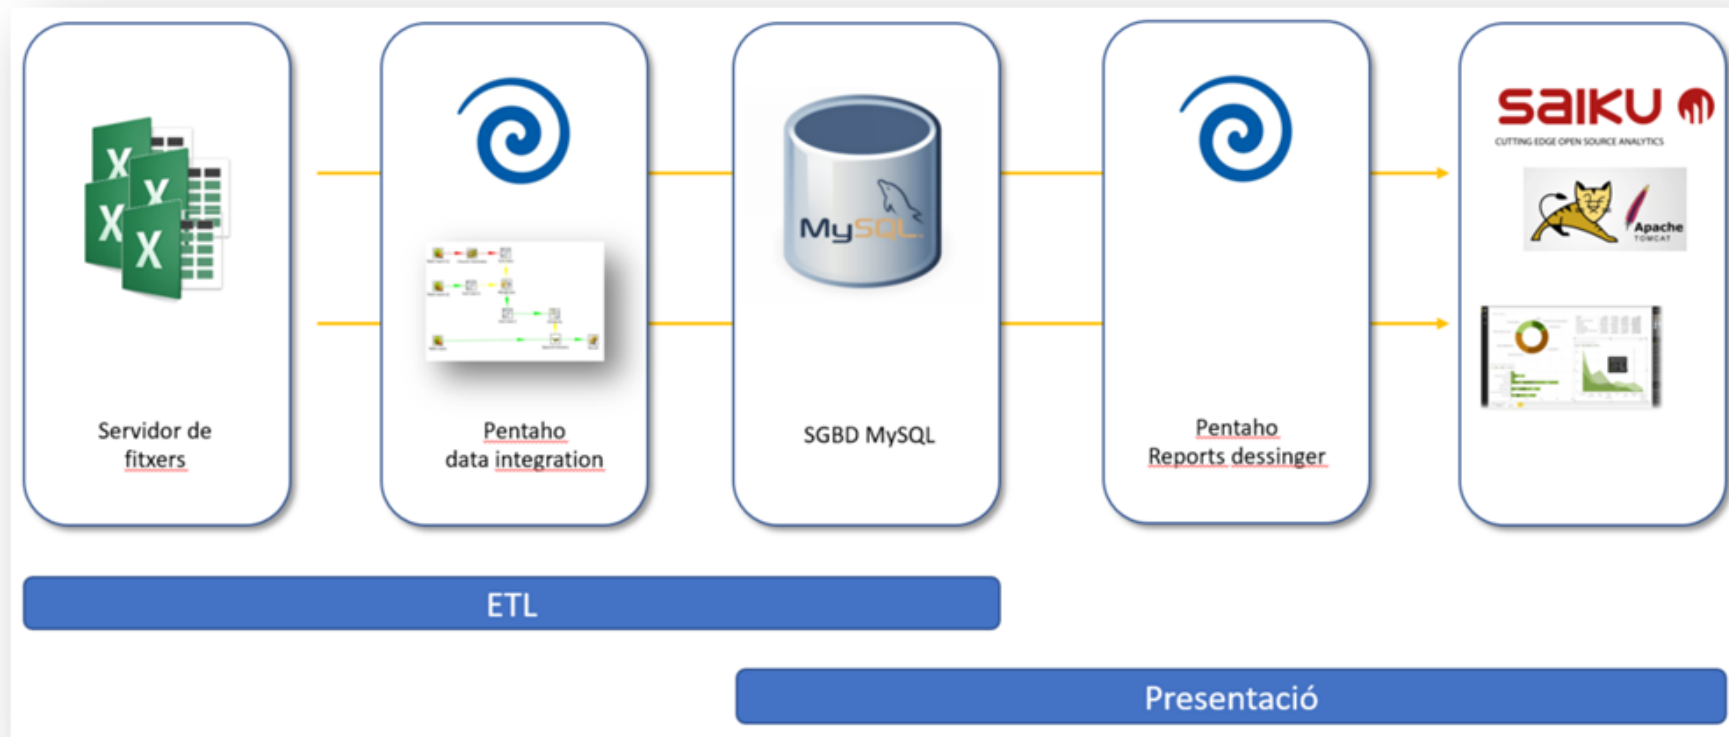 X
X
X
X
Servidor de
fitxers
Pentaho
data integration
MySQL
SGBD MySQL
Pentaho
Reports dessinger
saiku
CUTTING EDGE OPEN SOURCE ANALYTICS
Apache
TOMCAT
ETL
Presentació